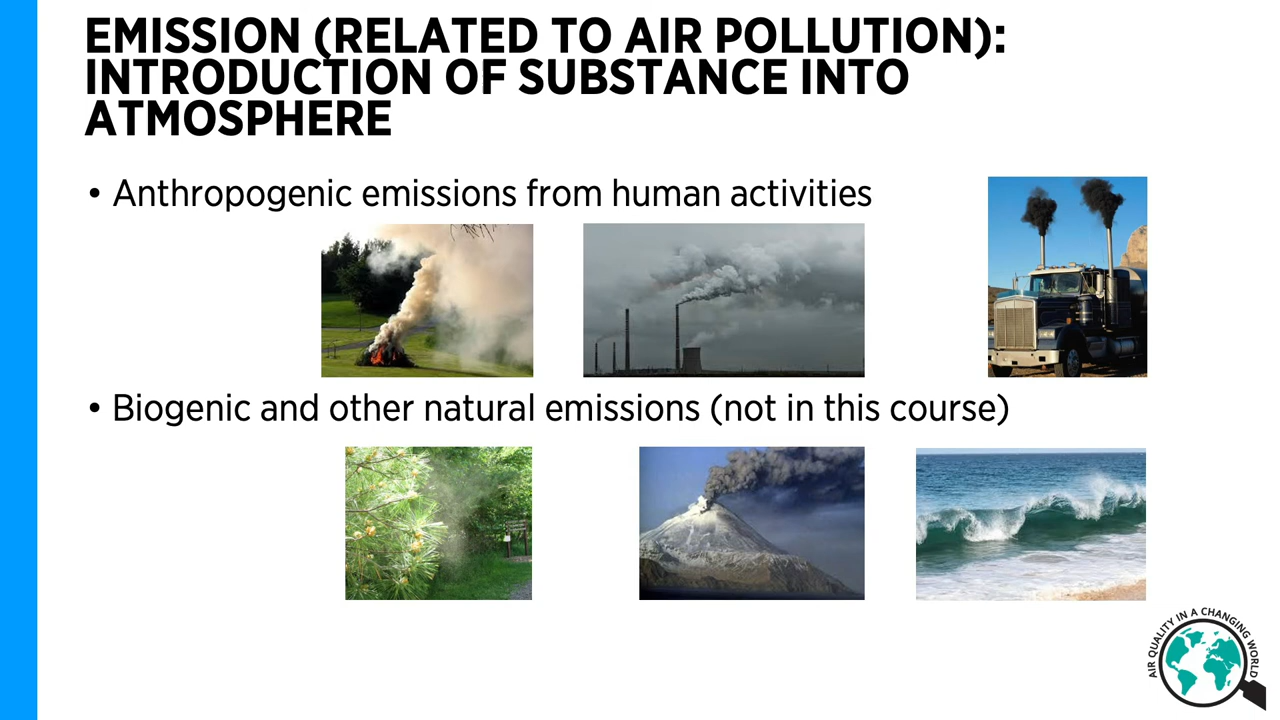 EMISSION (RELATED TO AIR POLLUTION):
INTRODUCTION OF SUBSTANCE INTO
ATMOSPHERE
• Anthropogenic emissions from human activities
• Biogenic and other natural emissions (not in this course)
AIR QUALITY IN A CHANGING WORLD